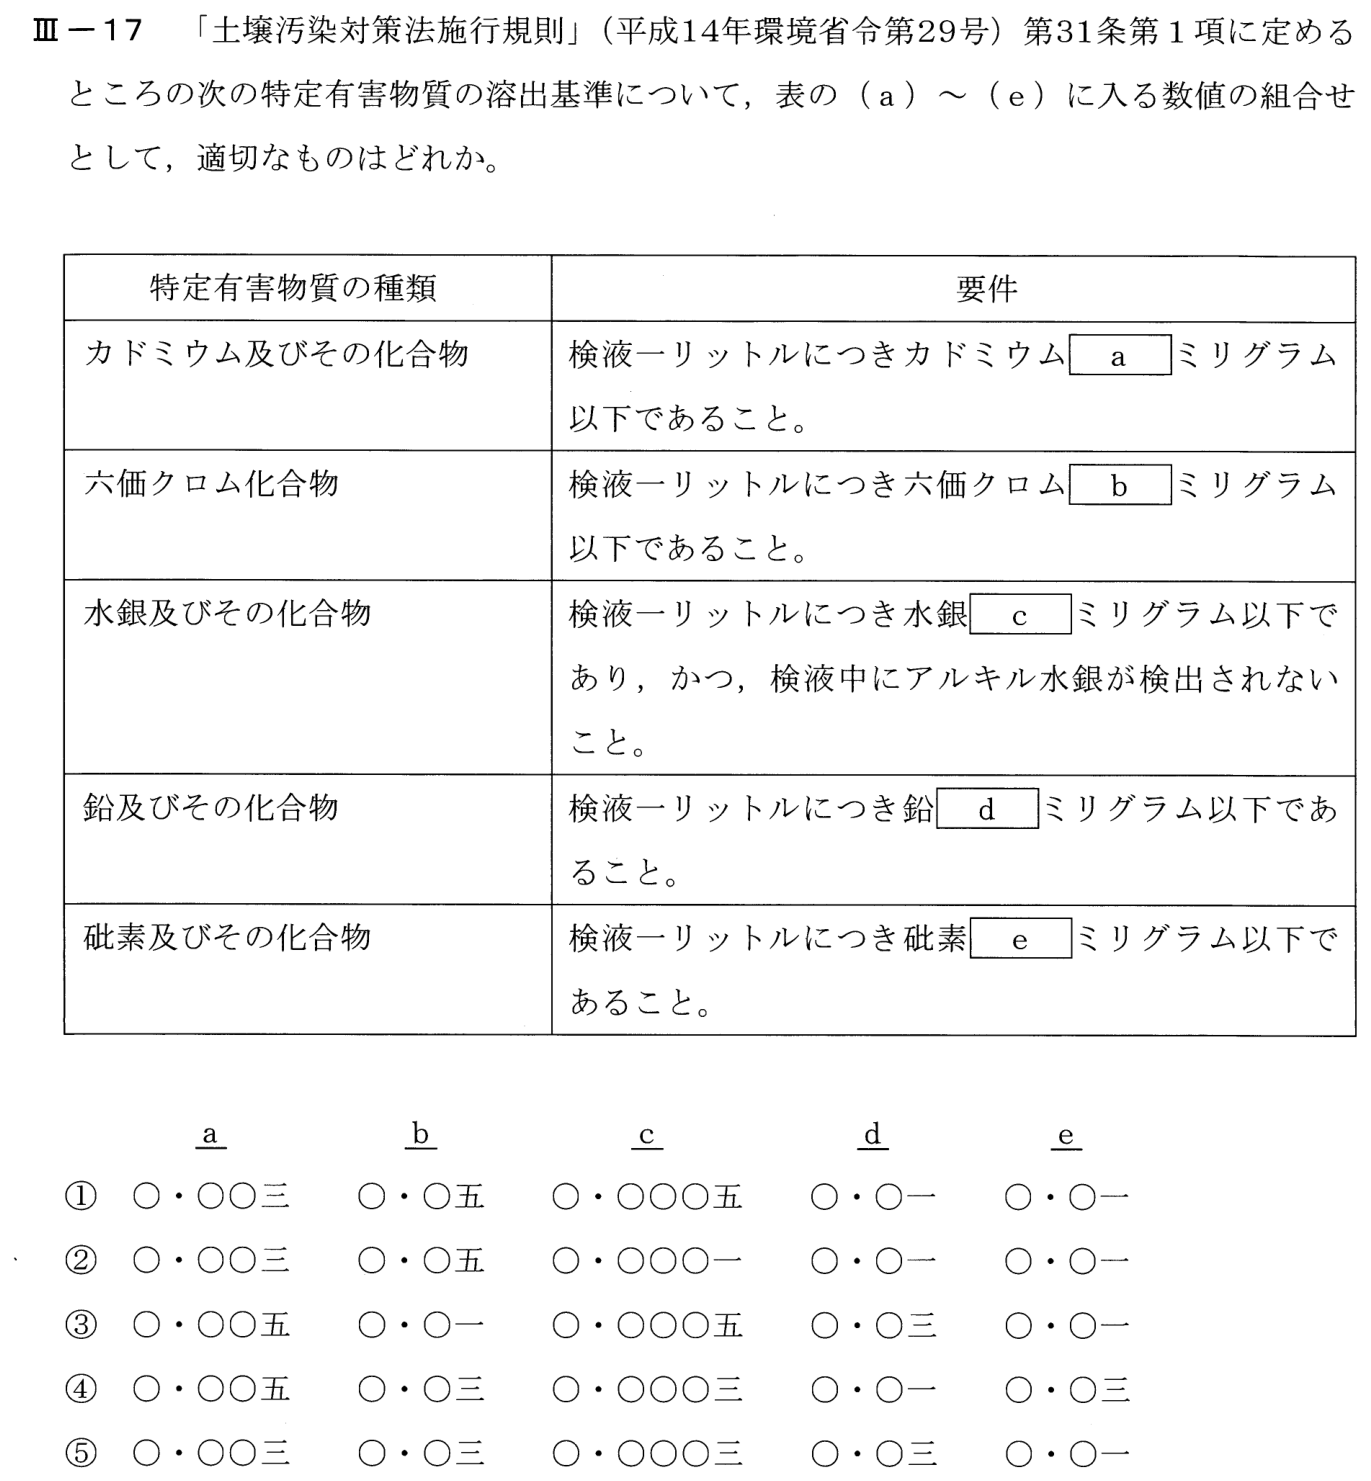 Ⅲ－17　「土壌汚染対策法施行規則」（平成14年環境省令第29号）第31条第１項に定める
ところの次の特定有害物質の溶出基準について，表の（a）～（e）に入る数値の組合せ
として，適切なものはどれか。
特定有害物質の種類　要件
カドミウム及びその化合物　検液一リットルにつきカドミウム a ミリグラム
以下であること。
六価クロム化合物　検液一リットルにつき六価クロム b ミリグラム
以下であること。
水銀及びその化合物　検液一リットルにつき水銀 c ミリグラム以下で
あり，かつ，検液中にアルキル水銀が検出されない
こと。
鉛及びその化合物　検液一リットルにつき鉛 d ミリグラム以下であ
ること。
砒素及びその化合物　検液一リットルにつき砒素 e ミリグラム以下で
あること。
a　b　c　d　e
①　〇・〇〇三　〇・〇五　〇・〇〇〇五　〇・〇一　〇・〇一
②　〇・〇〇三　〇・〇五　〇・〇〇〇一　〇・〇一　〇・〇一
③　〇・〇〇五　〇・〇一　〇・〇〇〇五　〇・〇三　〇・〇一
④　〇・〇〇五　〇・〇三　〇・〇〇〇三　〇・〇一　〇・〇三
⑤　〇・〇〇三　〇・〇三　〇・〇〇〇三　〇・〇三　〇・〇一